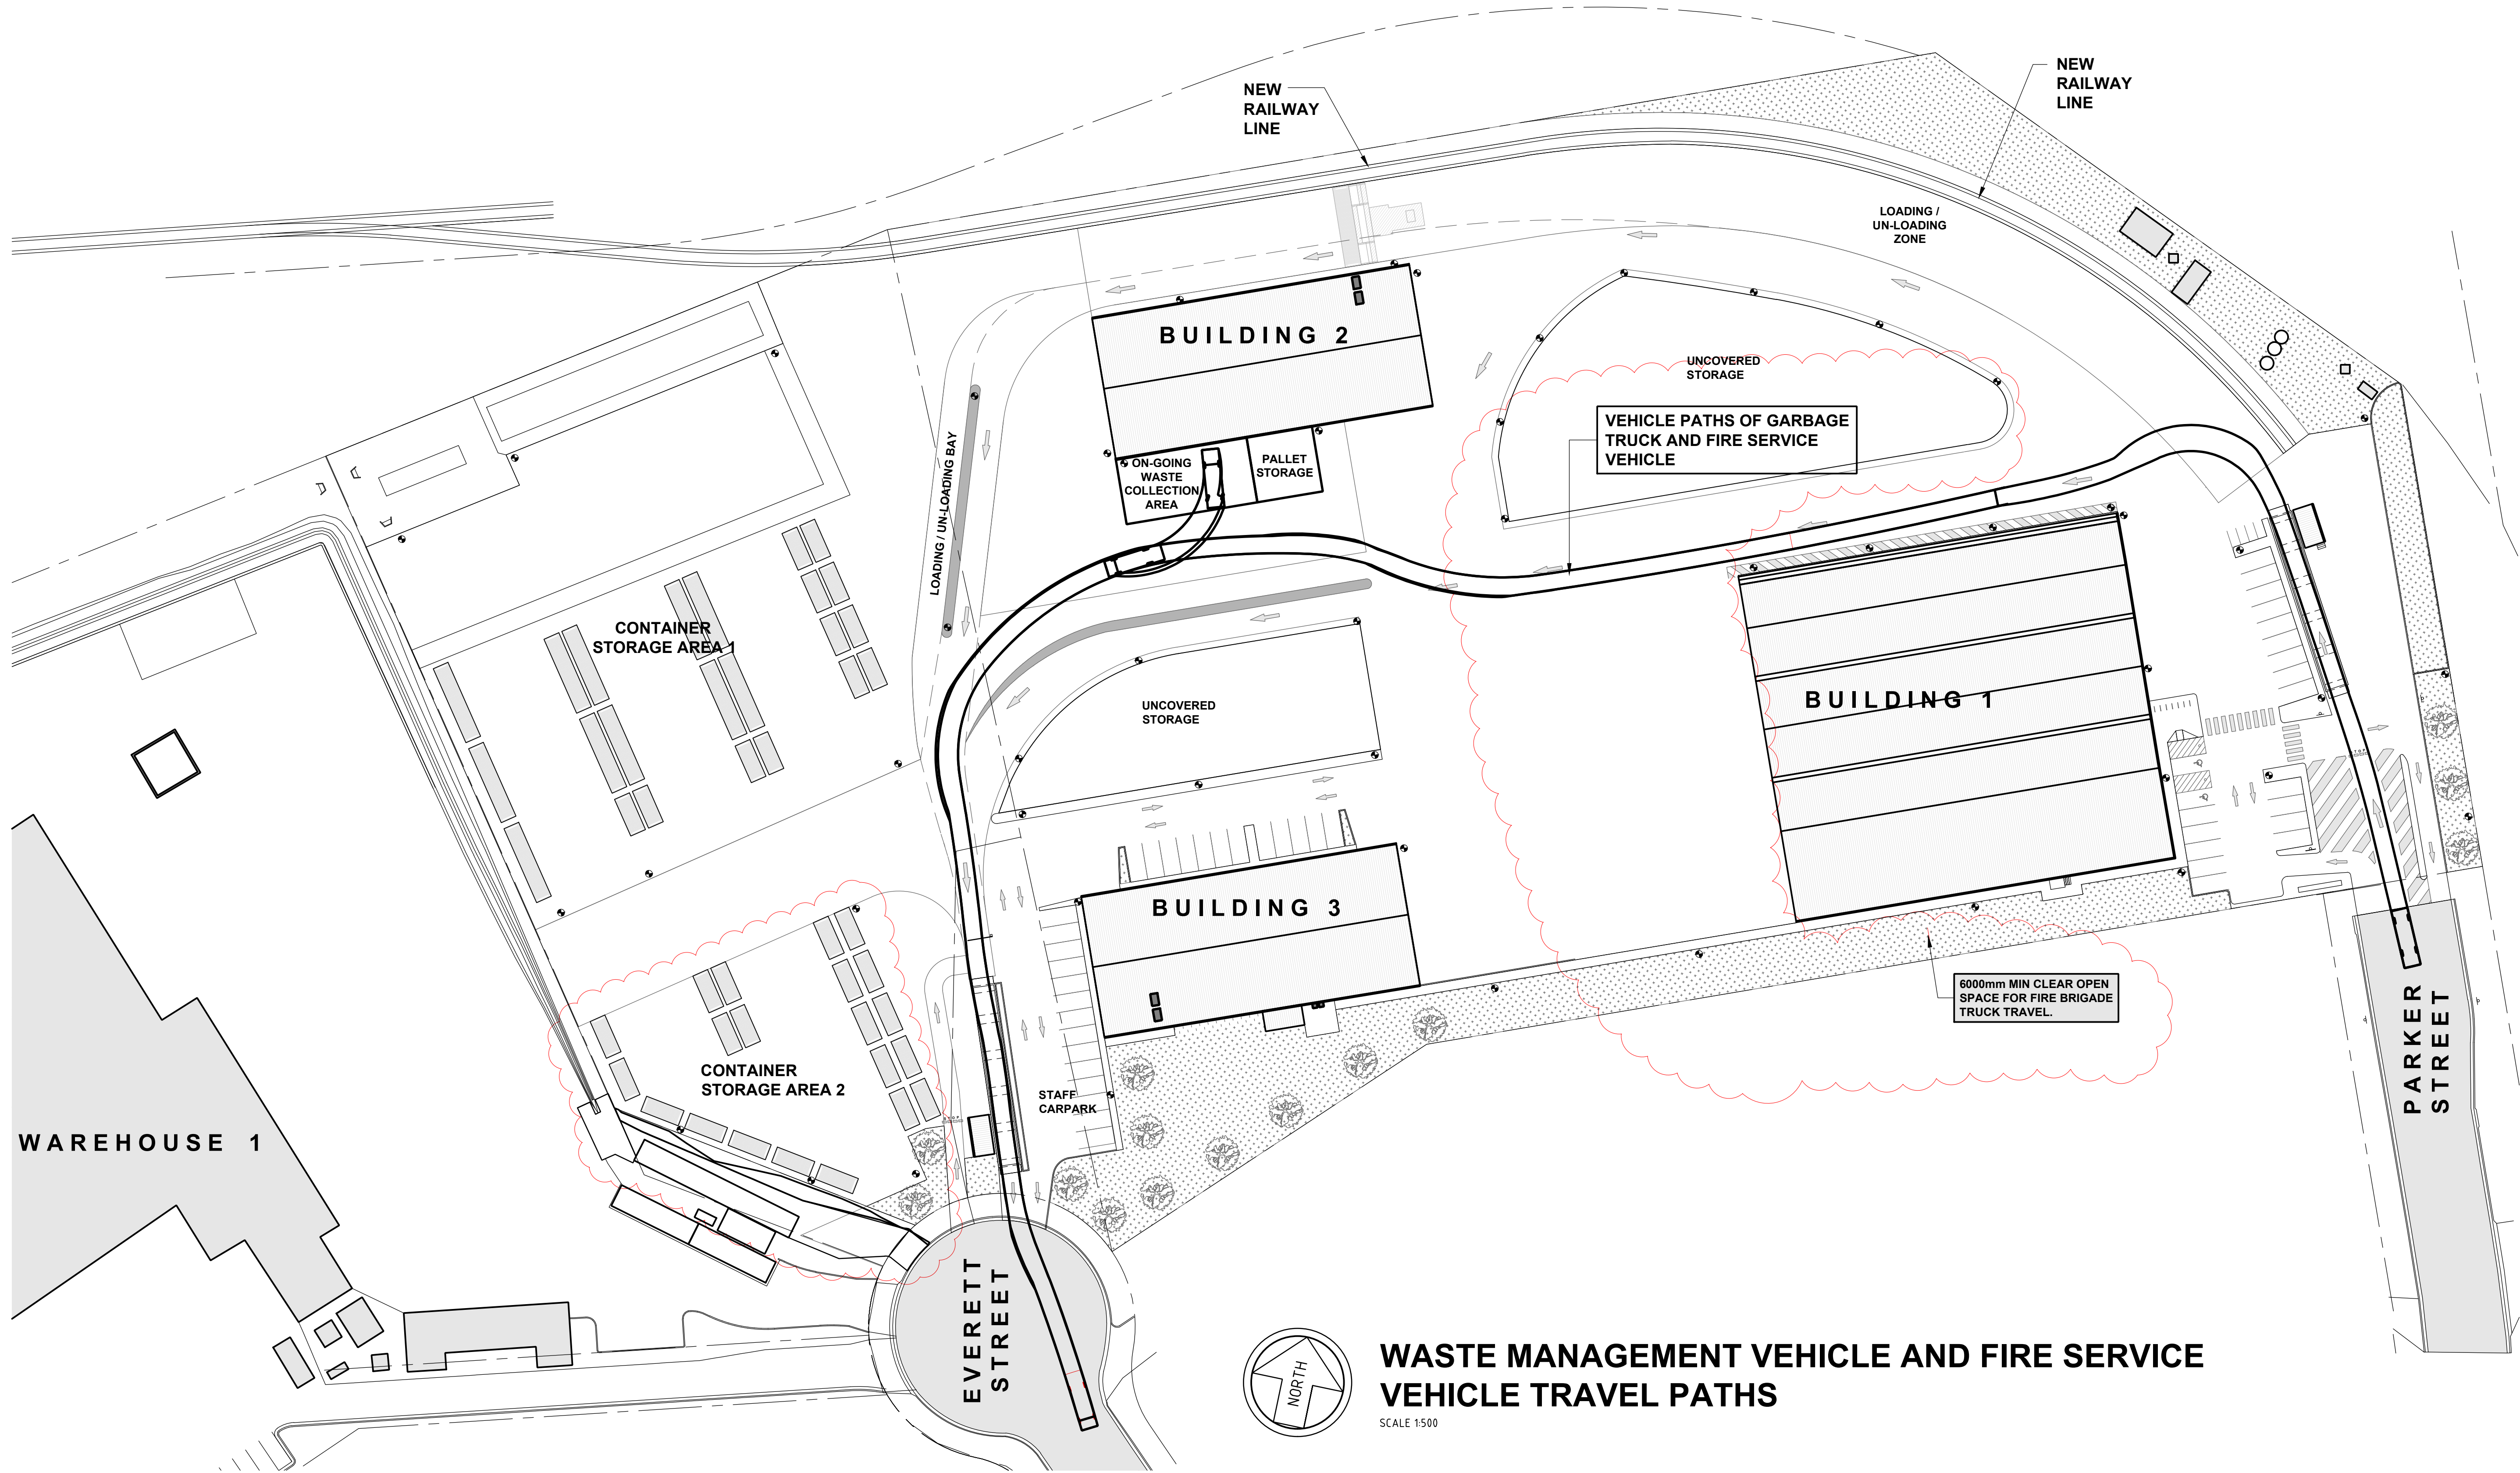 NEW
RAILWAY
LINE
NEW
RAILWAY
LINE
LOADING /
UN-LOADING
ZONE
BUILDING 2
UNCOVERED
STORAGE
VEHICLE PATHS OF GARBAGE
TRUCK AND FIRE SERVICE
VEHICLE
ON-GOING
WASTE
COLLECTION
AREA
PALLET
STORAGE
LOADING / UN-LOADING BAY
CONTAINER
STORAGE AREA 1
UNCOVERED
STORAGE
BUILDING 1
STOP
BUILDING 3
6000mm MIN CLEAR OPEN
SPACE FOR FIRE BRIGADE
TRUCK TRAVEL.
PARKER
STREET
CONTAINER
STORAGE AREA 2
STAFF
CARPARK
STOP
WAREHOUSE 1
EVERETT
STREET
NORTH
WASTE MANAGEMENT VEHICLE AND FIRE SERVICE
VEHICLE TRAVEL PATHS
SCALE 1:500